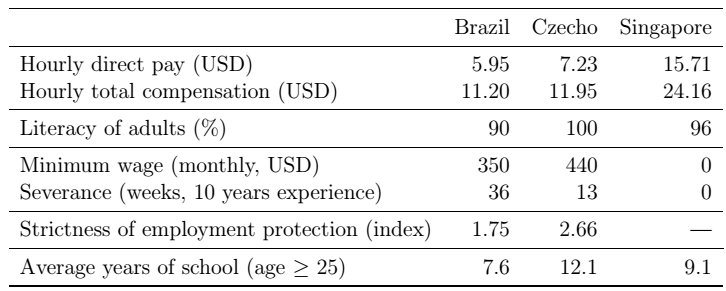 Brazil Czecho Singapore
Hourly direct pay (USD) 5.95 7.23 15.71
Hourly total compensation (USD) 11.20 11.95 24.16
Literacy of adults (%) 90 100 96
Minimum wage (monthly, USD) 350 440 0
Severance (weeks, 10 years experience) 36 13 0
Strictness of employment protection (index) 1.75 2.66 —
Average years of school (age ≥ 25) 7.6 12.1 9.1